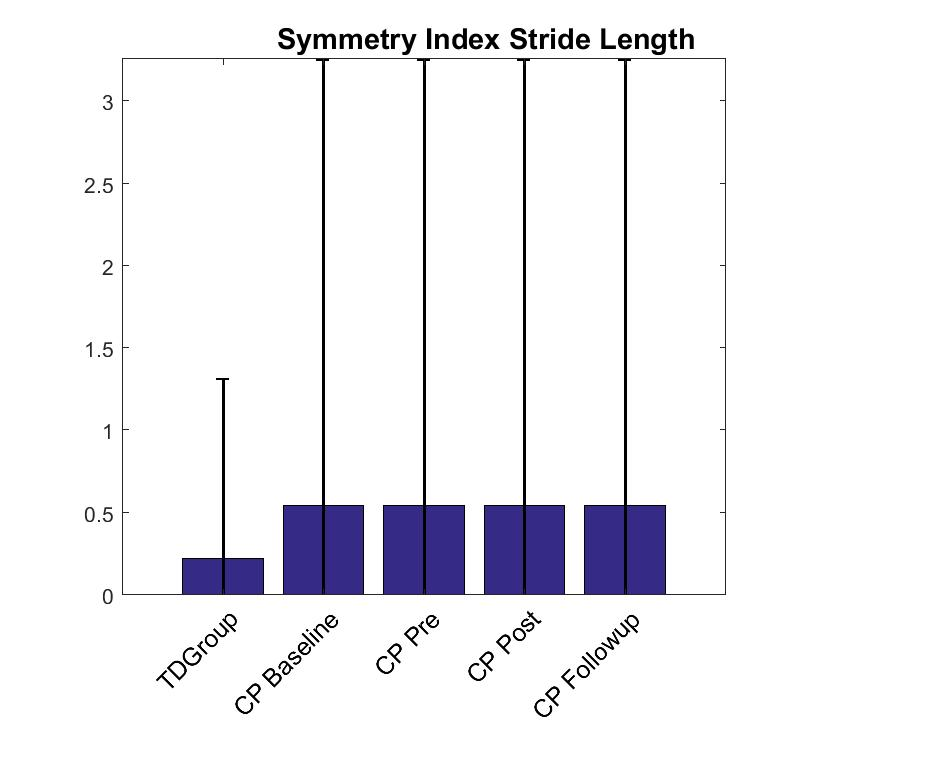 Symmetry Index Stride Length
3
2.5
2
1.5
1
0.5
0
TDGroup
CP Baseline
CP Pre
CP Post
CP Followup